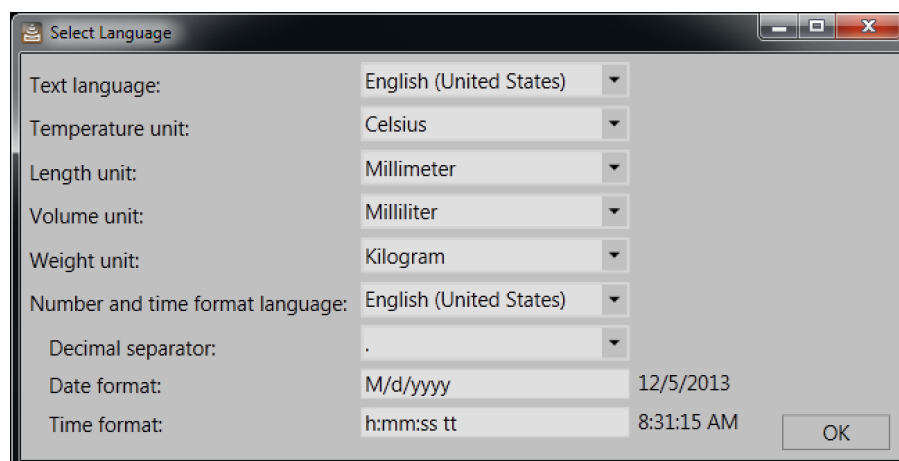 Select Language
Text language: English (United States)
Temperature unit: Celsius
Length unit: Millimeter
Volume unit: Milliliter
Weight unit: Kilogram
Number and time format language: English (United States)
Decimal separator: .
Date format: M/d/yyyy 12/5/2013
Time format: h:mm:ss tt 8:31:15 AM
OK